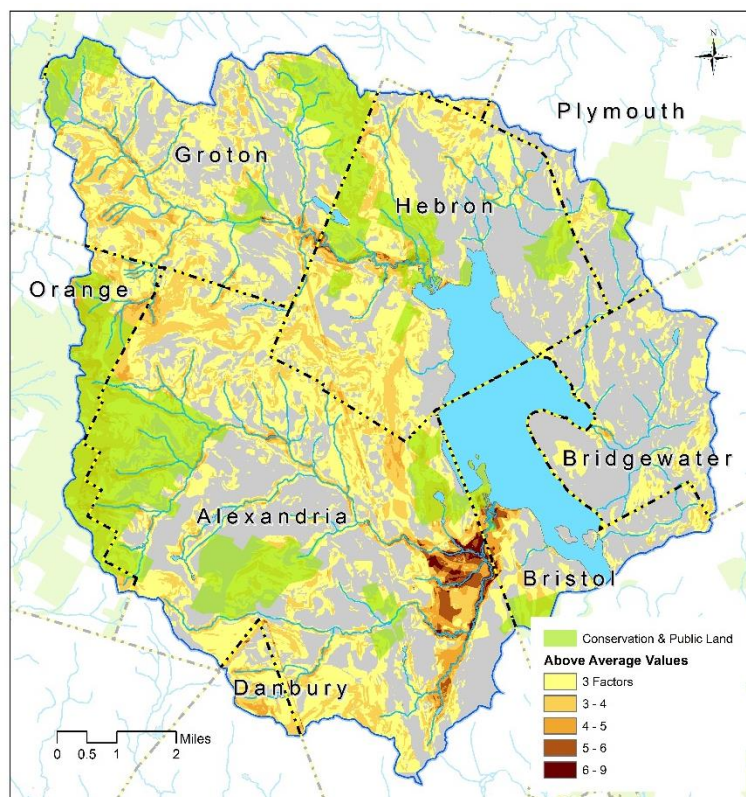 N
Plymouth
Groton
Hebron
Orange
Bridgewater
Alexandria
Bristol
Danbury
Conservation & Public Land
Above Average Values
3 Factors
3 - 4
4 - 5
5 - 6
6 - 9
0 0.5 1 2 Miles